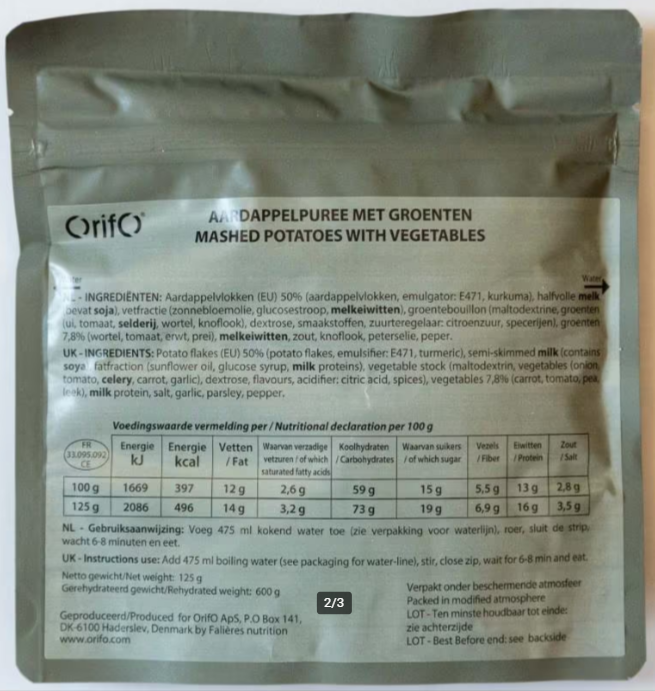 OrifO®
AARDAPPELPUREE MET GROENTEN
MASHED POTATOES WITH VEGETABLES
Water
NL - INGREDIËNTEN: Aardappelvlokken (EU) 50% (aardappelvlokken, emulgator: E471, kurkuma), halfvolle melk
bevat soja), vetfractie (zonnebloemolie, glucosestroop, melkeiwitten), groentebouillon (maltodextrine, groenten
(ui, tomaat, selderij, wortel, knoflook), dextrose, smaakstoffen, zuurteregelaar: citroenzuur, specerijen), groenten
7,8% (wortel, tomaat, erwt, prei), melkeiwitten, zout, knoflook, peterselie, peper.
UK - INGREDIENTS: Potato flakes (EU) 50% (potato flakes, emulsifier: E471, turmeric), semi-skimmed milk (contains
soya fatfraction (sunflower oil, glucose syrup, milk proteins), vegetable stock (maltodextrin, vegetables (onion,
tomato, celery, carrot, garlic), dextrose, flavours, acidifier: citric acid, spices), vegetables 7,8% (carrot, tomato, pea,
leek), milk protein, salt, garlic, parsley, pepper.
Voedingswaarde vermelding per / Nutritional declaration per 100 g
FR 33.095.092 CE Energie kJ Energie kcal Vetten / Fat Waarvan verzadige vetzuren / of which saturated fatty acids Koolhydraten / Carbohydrates Waarvan suikers / of which sugar Vezels / Fiber Eiwitten / Protein Zout / Salt
100 g 1669 397 12 g 2,6 g 59 g 15 g 5,5 g 13 g 2,8 g
125 g 2086 496 14 g 3,2 g 73 g 19 g 6,9 g 16 g 3,5 g
NL - Gebruiksaanwijzing: Voeg 475 ml kokend water toe (zie verpakking voor waterlijn), roer, sluit de strip,
wacht 6-8 minuten en eet.
UK - Instructions use: Add 475 ml boiling water (see packaging for water-line), stir, close zip, wait for 6-8 min and eat.
Netto gewicht/Net weight: 125 g
Gerehydrateerd gewicht/Rehydrated weight: 600 g
2/3
Geproduceerd/Produced for OrifO ApS, P.O Box 141,
DK-6100 Haderslev, Denmark by Falières nutrition
www.orifo.com
Verpakt onder beschermende atmosfeer
Packed in modified atmosphere
LOT - Ten minste houdbaar tot einde:
zie achterzijde
LOT - Best Before end: see backside